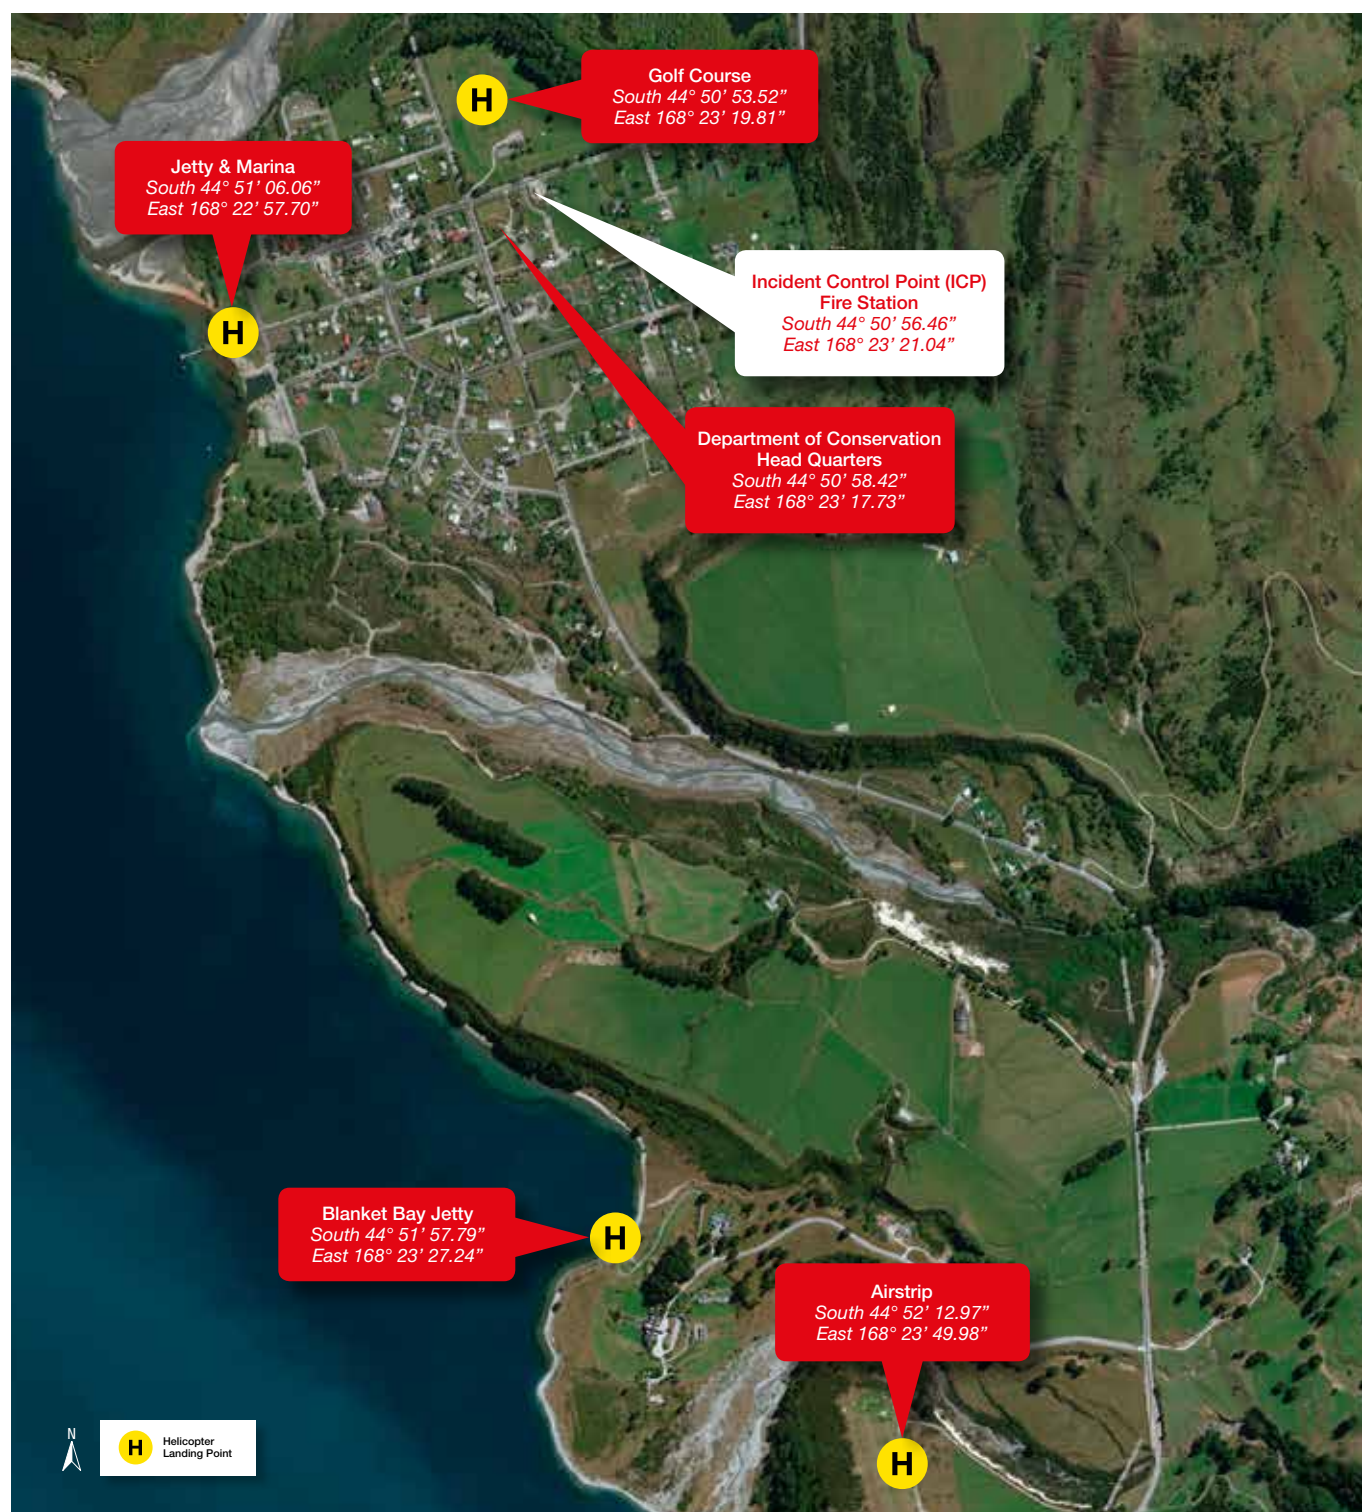 H
Golf Course
South 44° 50’ 53.52”
East 168° 23’ 19.81”
Jetty & Marina
South 44° 51’ 06.06”
East 168° 22’ 57.70”
H
Incident Control Point (ICP)
Fire Station
South 44° 50’ 56.46”
East 168° 23’ 21.04”
Department of Conservation
Head Quarters
South 44° 50’ 58.42”
East 168° 23’ 17.73”
Blanket Bay Jetty
South 44° 51’ 57.79”
East 168° 23’ 27.24”
H
Airstrip
South 44° 52’ 12.97”
East 168° 23’ 49.98”
H
N
H
Helicopter
Landing Point